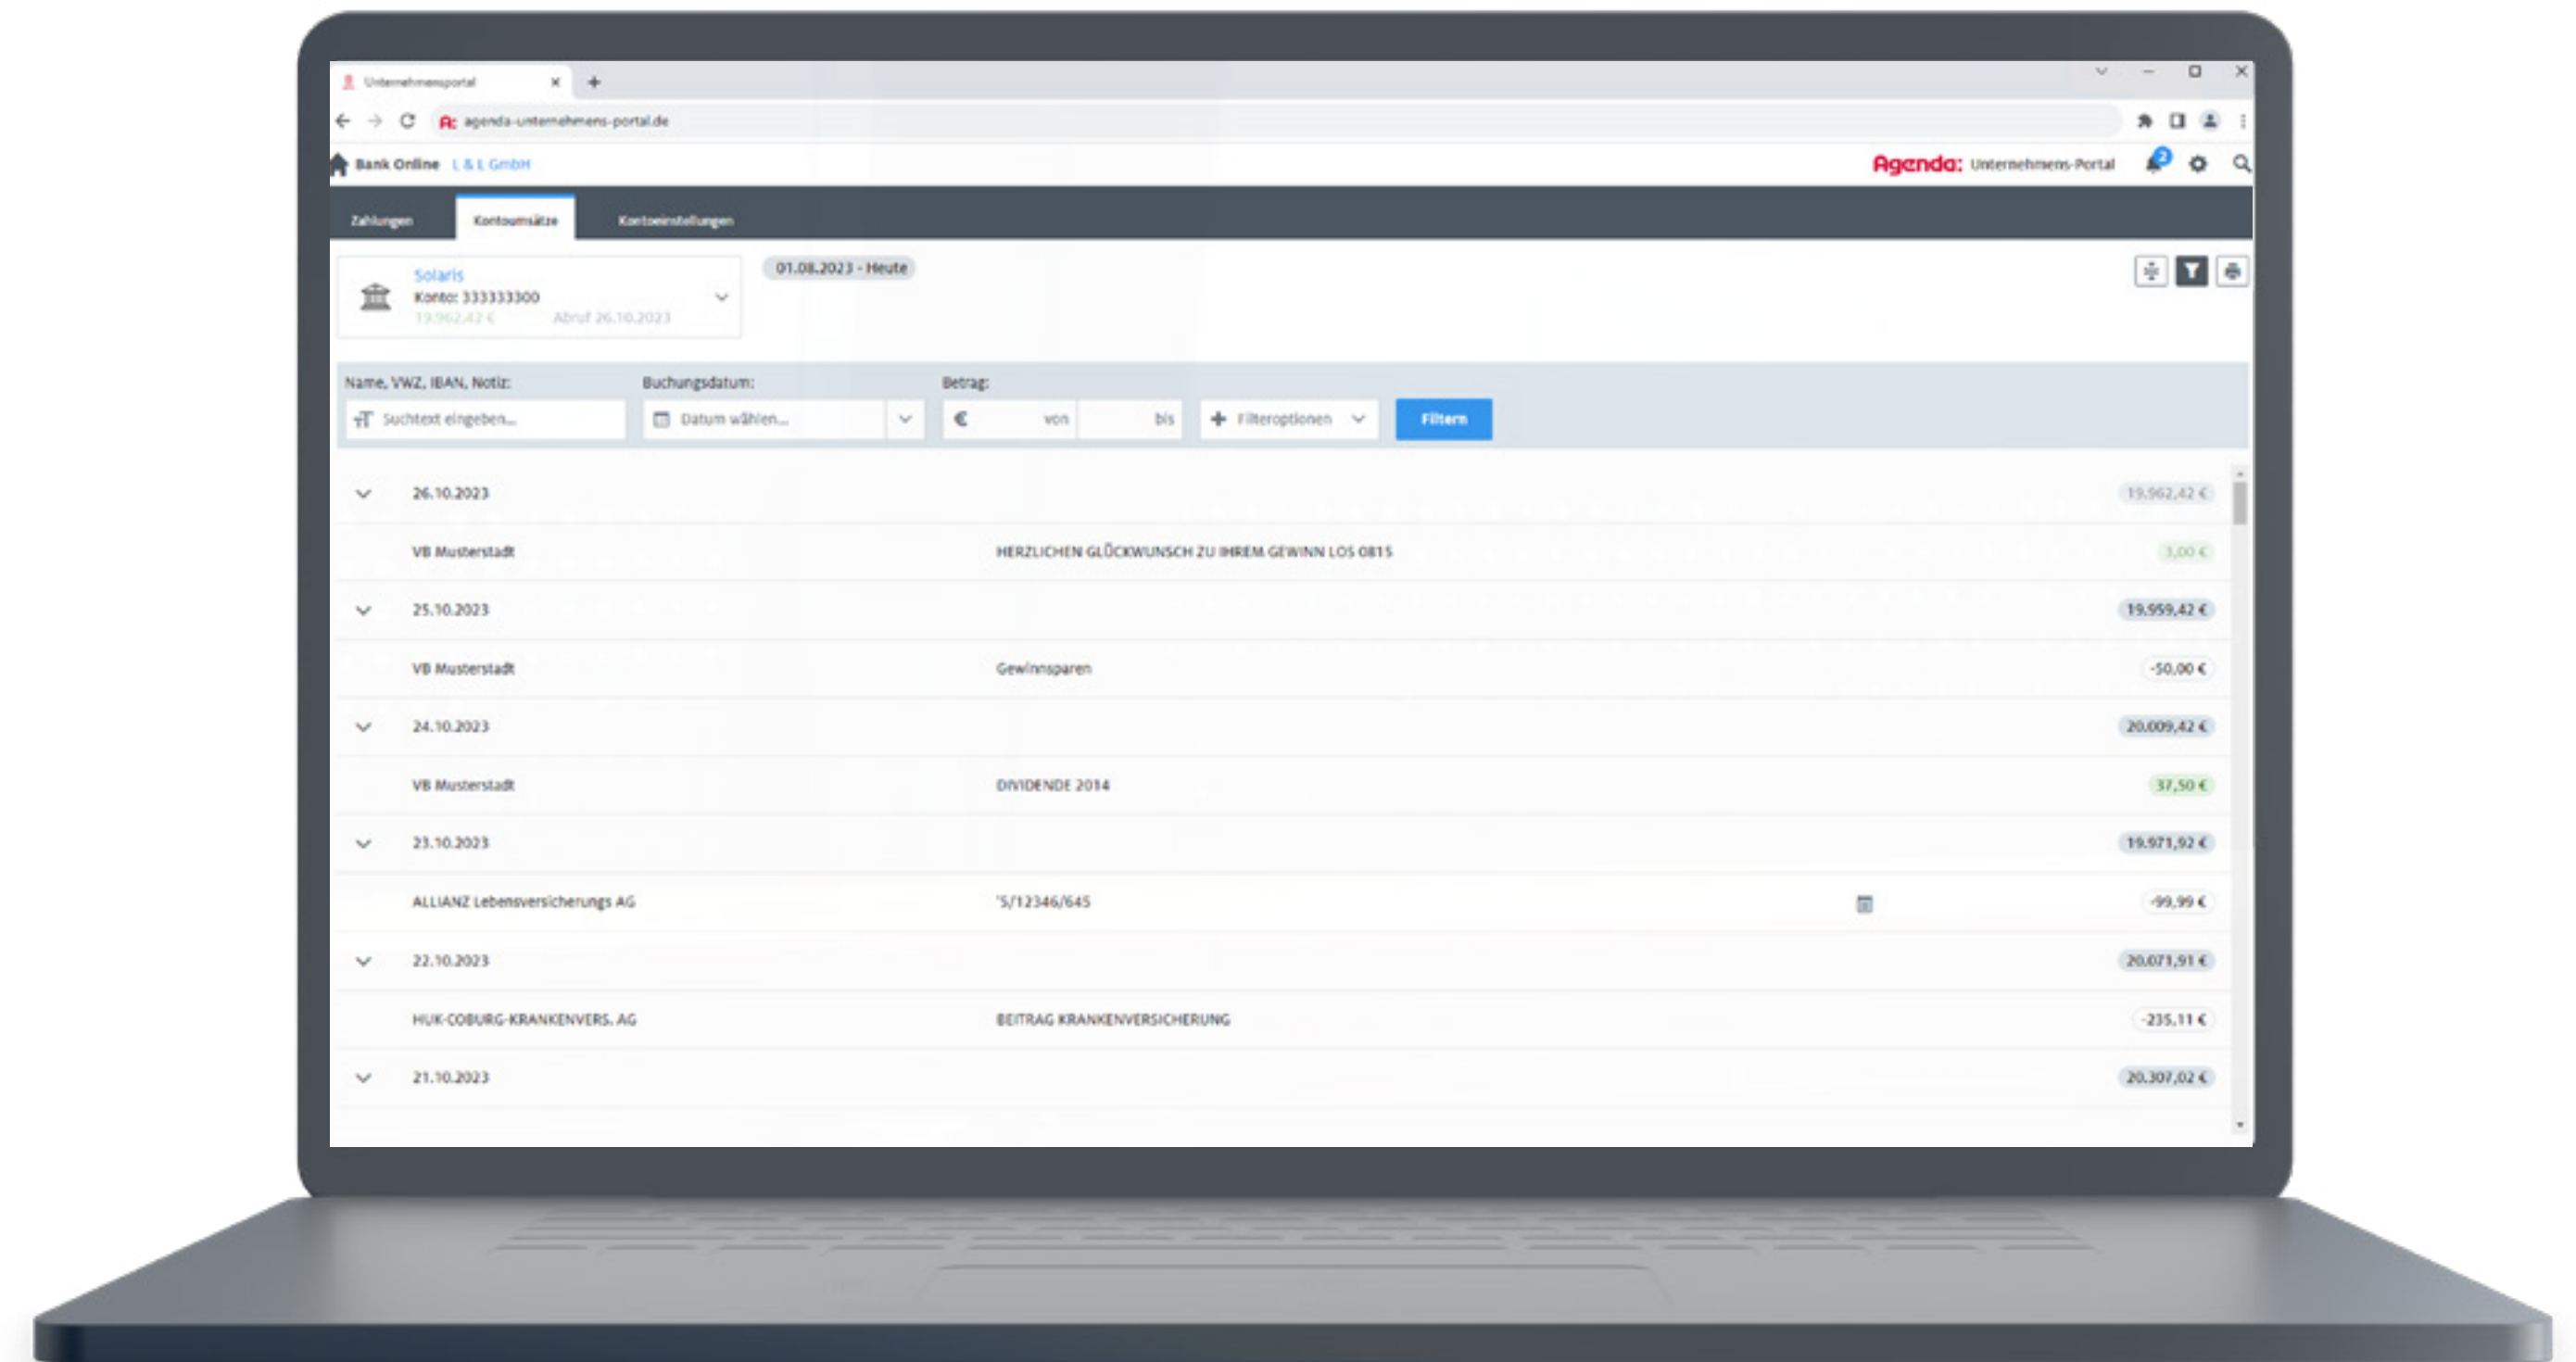 Unternehmensportal
agenda-unternehmens-portal.de
Bank Online L & L GmbH
Agenda: Unternehmens-Portal 2
Zahlungen Kontoumsätze Kontoeinstellungen
Solaris
Konto: 333333300
19.962,42 € Abruf 26.10.2023
01.08.2023 - Heute
Name, VWZ, IBAN, Notiz: Buchungsdatum: Betrag:
Suchtext eingeben... Datum wählen... € von bis Filteroptionen Filtern
26.10.2023 19.962,42 €
VB Musterstadt HERZLICHEN GLÜCKWUNSCH ZU IHREM GEWINN LOS 0815 3,00 €
25.10.2023 19.959,42 €
VB Musterstadt Gewinnsparen -50,00 €
24.10.2023 20.009,42 €
VB Musterstadt DIVIDENDE 2014 37,50 €
23.10.2023 19.971,92 €
ALLIANZ Lebensversicherungs AG '5/12346/645 -99,99 €
22.10.2023 20.071,91 €
HUK-COBURG-KRANKENVERS. AG BEITRAG KRANKENVERSICHERUNG -235,11 €
21.10.2023 20.307,02 €